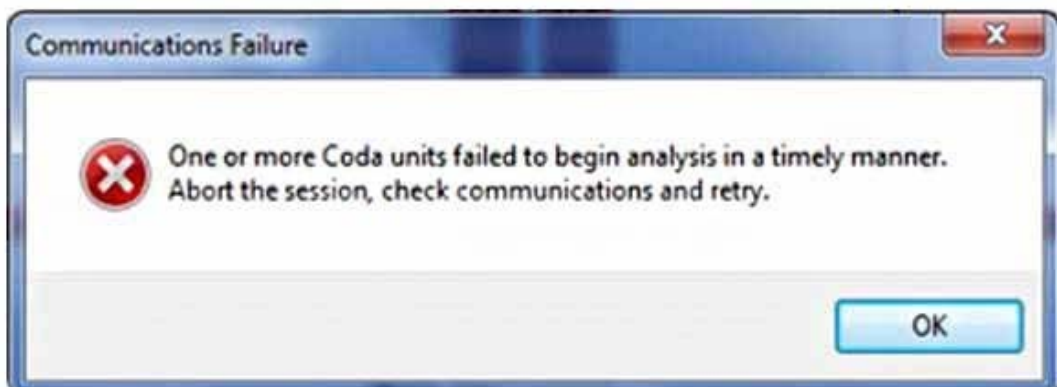 Communications Failure
One or more Coda units failed to begin analysis in a timely manner.
Abort the session, check communications and retry.
OK